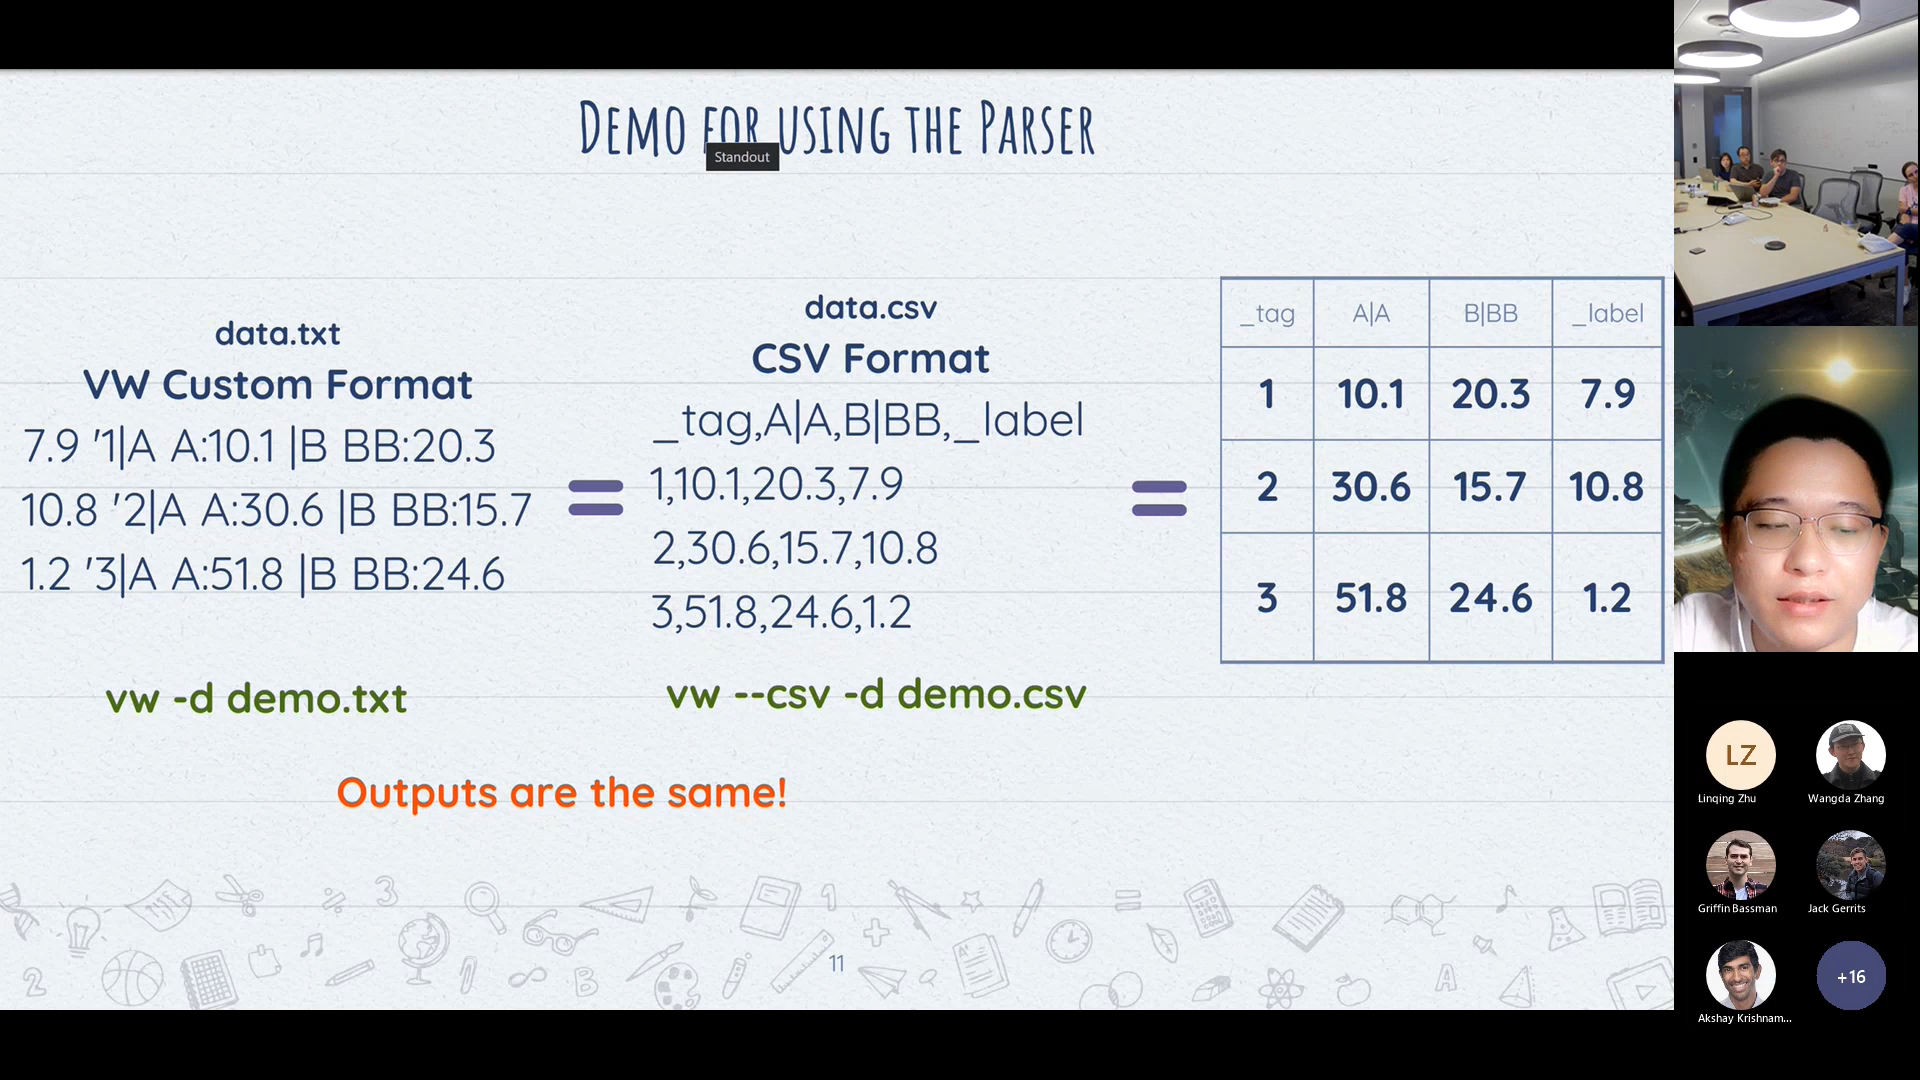 DEMO FOR USING THE PARSER
Standout
data.txt
VW Custom Format
7.9 '1|A A:10.1 |B BB:20.3
10.8 '2|A A:30.6 |B BB:15.7
1.2 '3|A A:51.8 |B BB:24.6
vw -d demo.txt
=
data.csv
CSV Format
_tag,A|A,B|BB,_label
1,10.1,20.3,7.9
2,30.6,15.7,10.8
3,51.8,24.6,1.2
vw --csv -d demo.csv
=
_tag A|A B|BB _label
1 10.1 20.3 7.9
2 30.6 15.7 10.8
3 51.8 24.6 1.2
Outputs are the same!
11
LZ
Linqing Zhu
Wangda Zhang
Griffin Bassman
Jack Gerrits
Akshay Krishnam...
+16